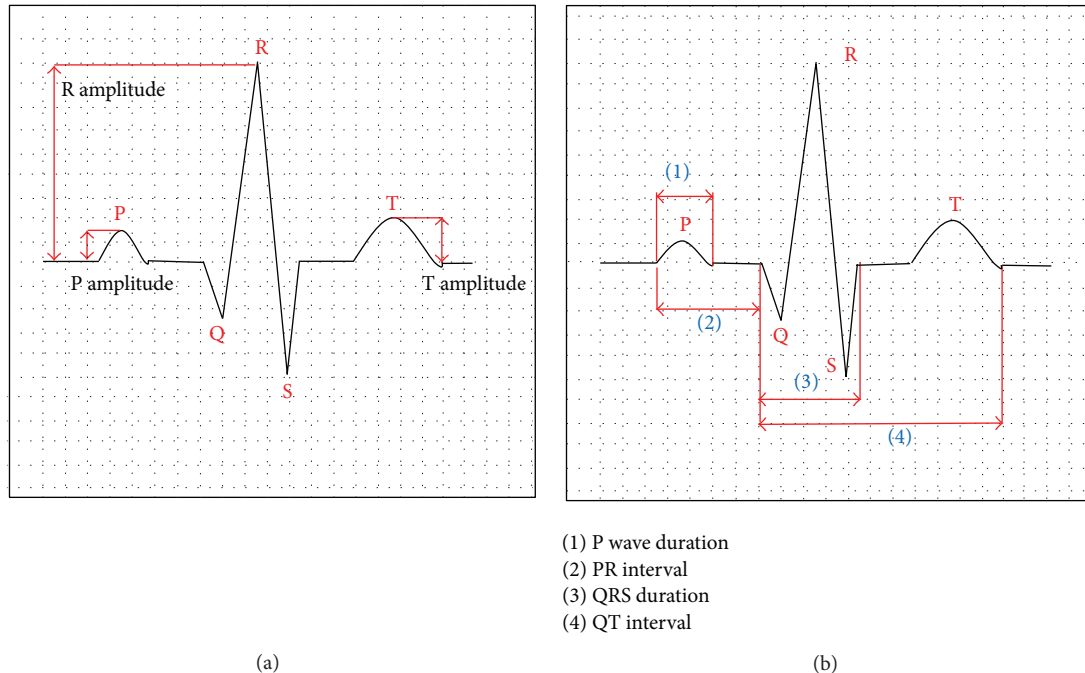 R
R amplitude
P
T
P amplitude
T amplitude
Q
S
(a)
R
(1)
P
T
(2)
Q
S
(3)
(4)
(1) P wave duration
(2) PR interval
(3) QRS duration
(4) QT interval
(b)